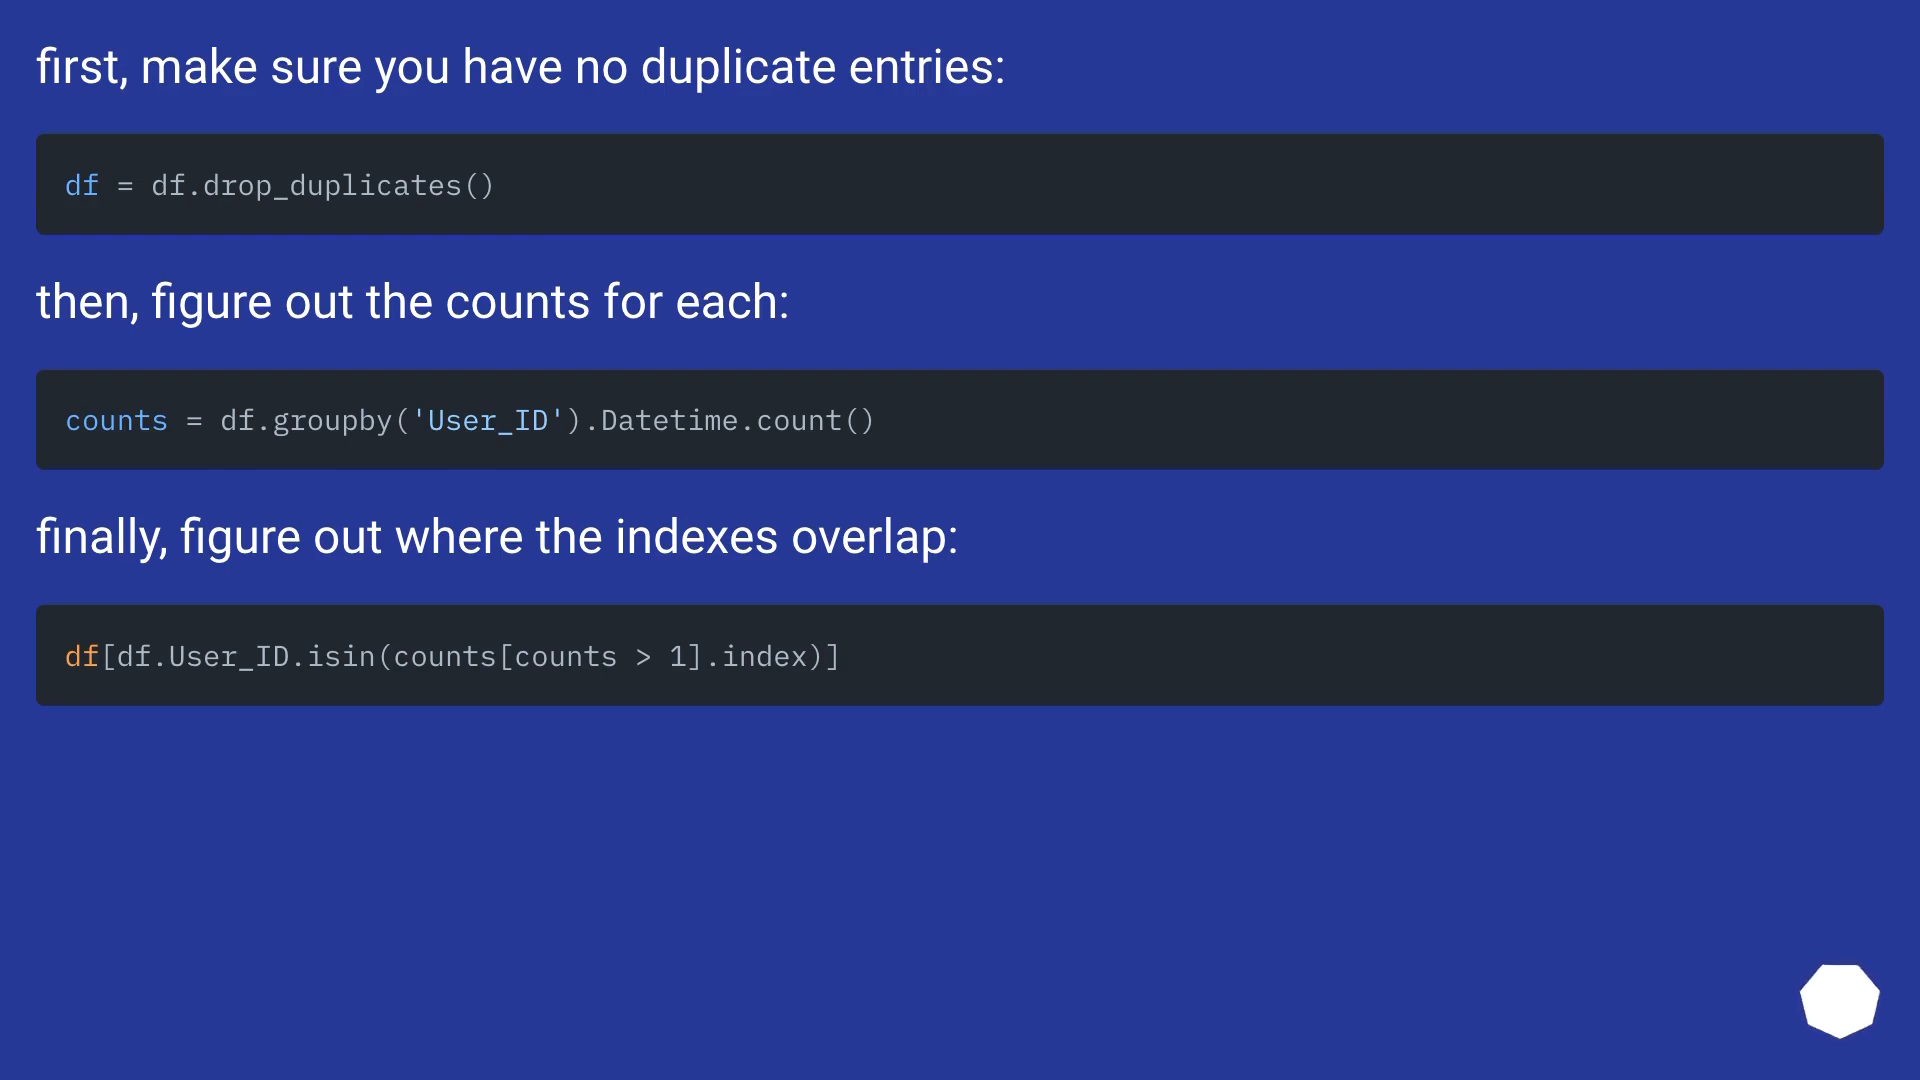 first, make sure you have no duplicate entries:
df = df.drop_duplicates()
then, figure out the counts for each:
counts = df.groupby('User_ID').Datetime.count()
finally, figure out where the indexes overlap:
df[df.User_ID.isin(counts[counts > 1].index)]